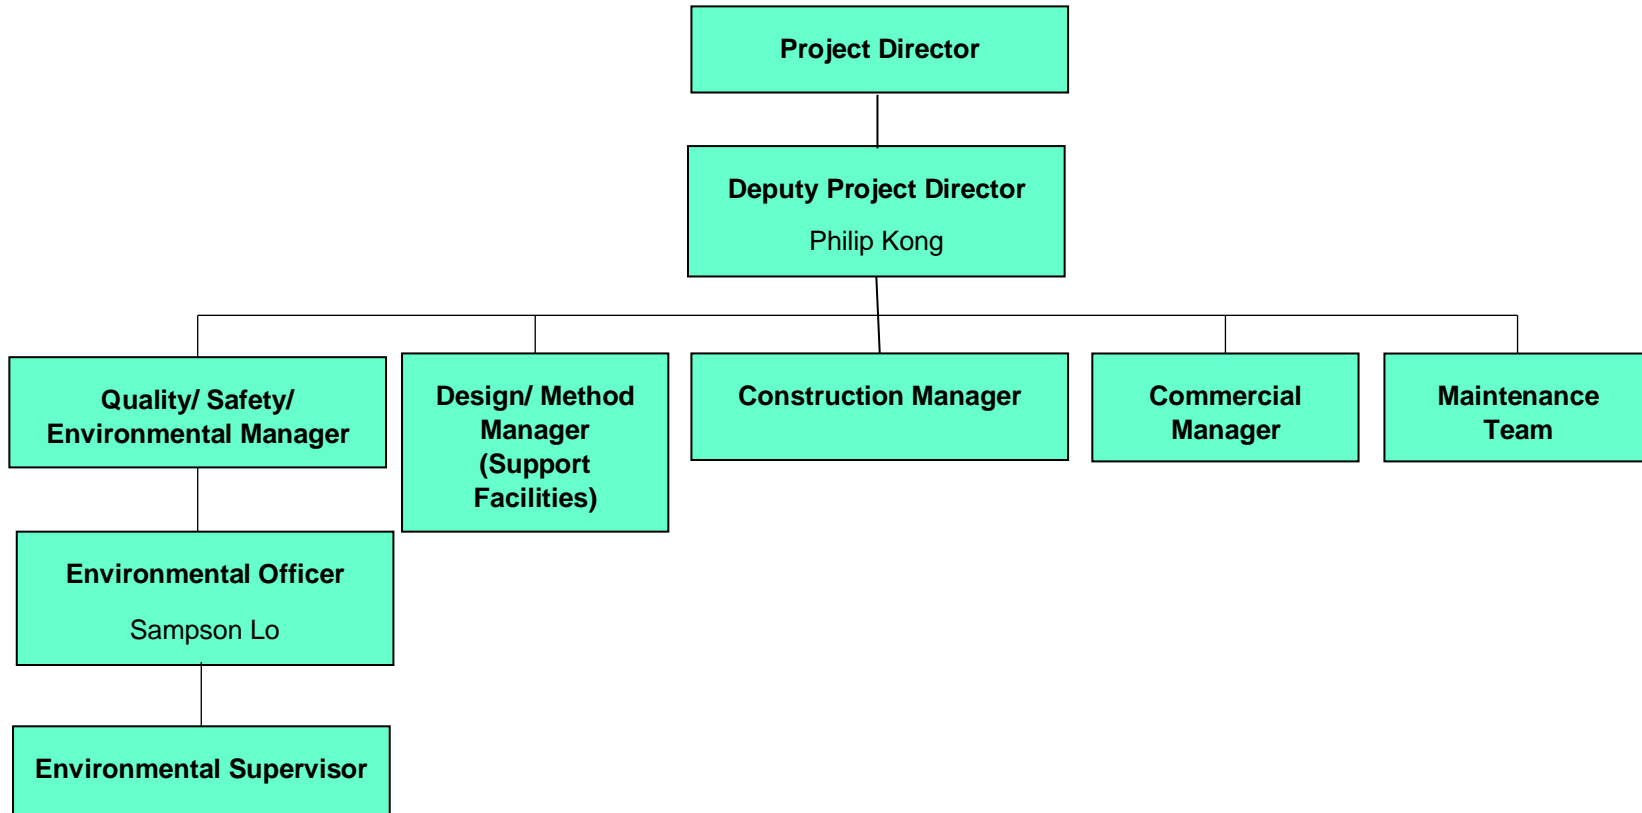 Project Director
Deputy Project Director
Philip Kong
Quality/ Safety/
Environmental Manager
Design/ Method
Manager
(Support
Facilities)
Construction Manager
Commercial
Manager
Maintenance
Team
Environmental Officer
Sampson Lo
Environmental Supervisor